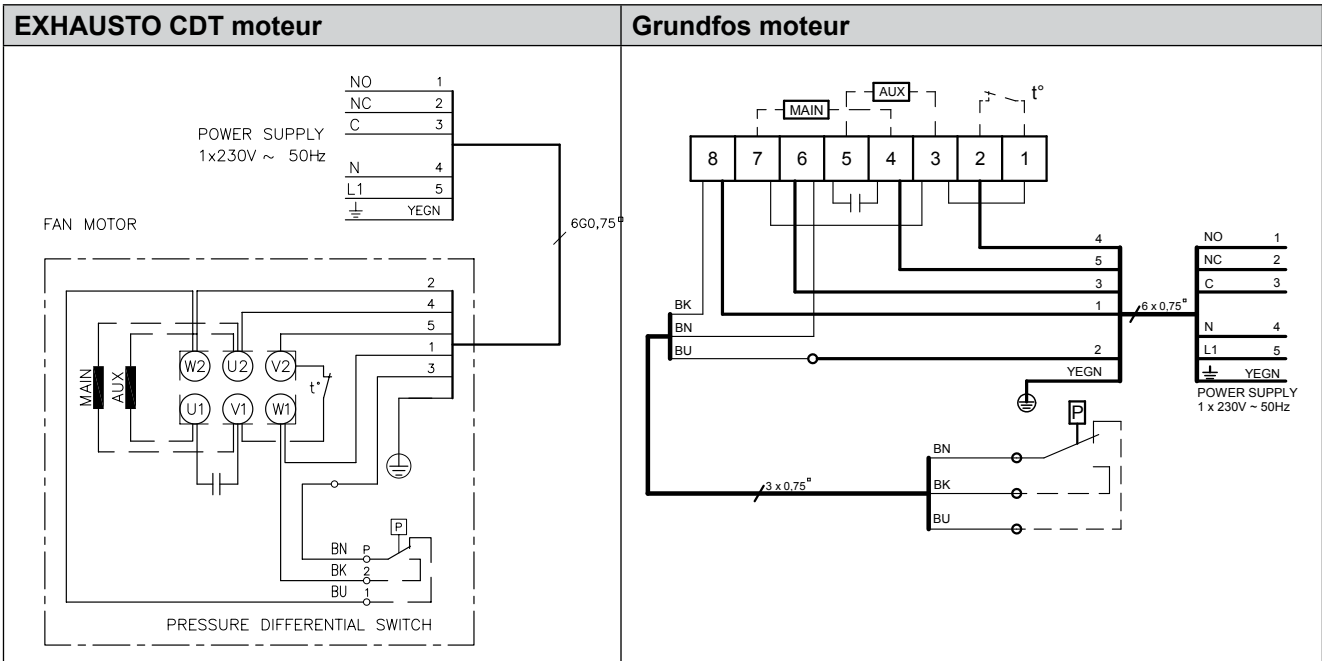 EXHAUSTO CDT moteur
NO 1
NC 2
C 3
POWER SUPPLY
1x230V ~ 50Hz
N 4
L1 5
YEGN
6G0,75
FAN MOTOR
2
4
5
1
3
MAIN
AUX
W2 U2 V2
t°
U1 V1 W1
P
BN P
BK 2
BU 1
PRESSURE DIFFERENTIAL SWITCH
Grundfos moteur
AUX
t°
MAIN
8 7 6 5 4 3 2 1
4
5
3
1
2
YEGN
BK
BN
BU
6 x 0,75
NO 1
NC 2
C 3
N 4
L1 5
YEGN
POWER SUPPLY
1 x 230V ~ 50Hz
P
3 x 0,75
BN
BK
BU